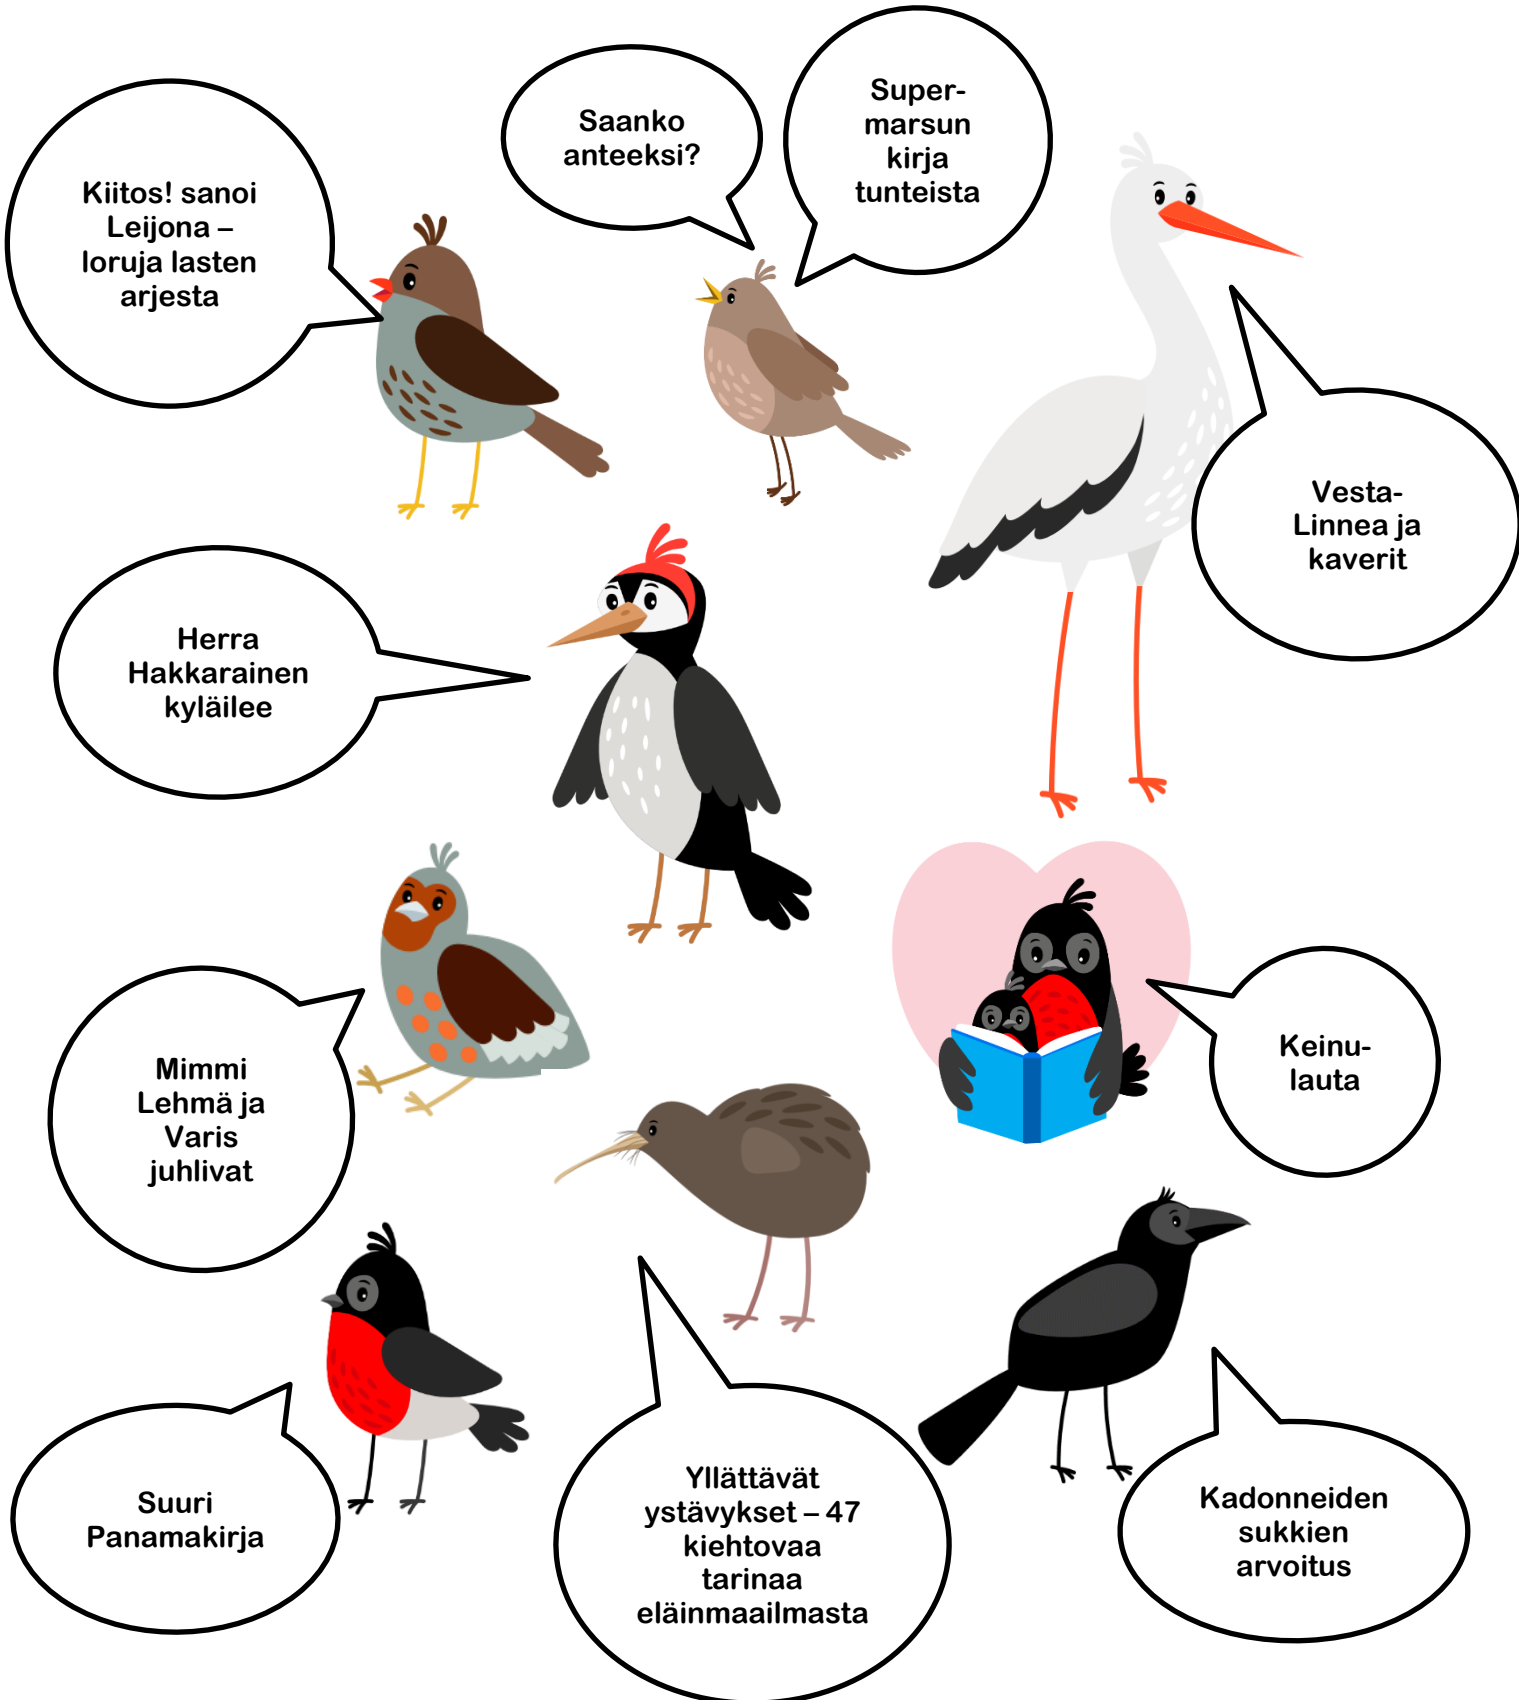 Kiitos! sanoi
Leijona –
loruja lasten
arjesta
Saanko
anteeksi?
Super-
marsun
kirja
tunteista
Vesta-
Linnea ja
kaverit
Herra
Hakkarainen
kyläilee
Mimmi
Lehmä ja
Varis
juhlivat
Keinu-
lauta
Suuri
Panamakirja
Yllättävät
ystävykset – 47
kiehtovaa
tarinaa
eläinmaailmasta
Kadonneiden
sukkien
arvoitus